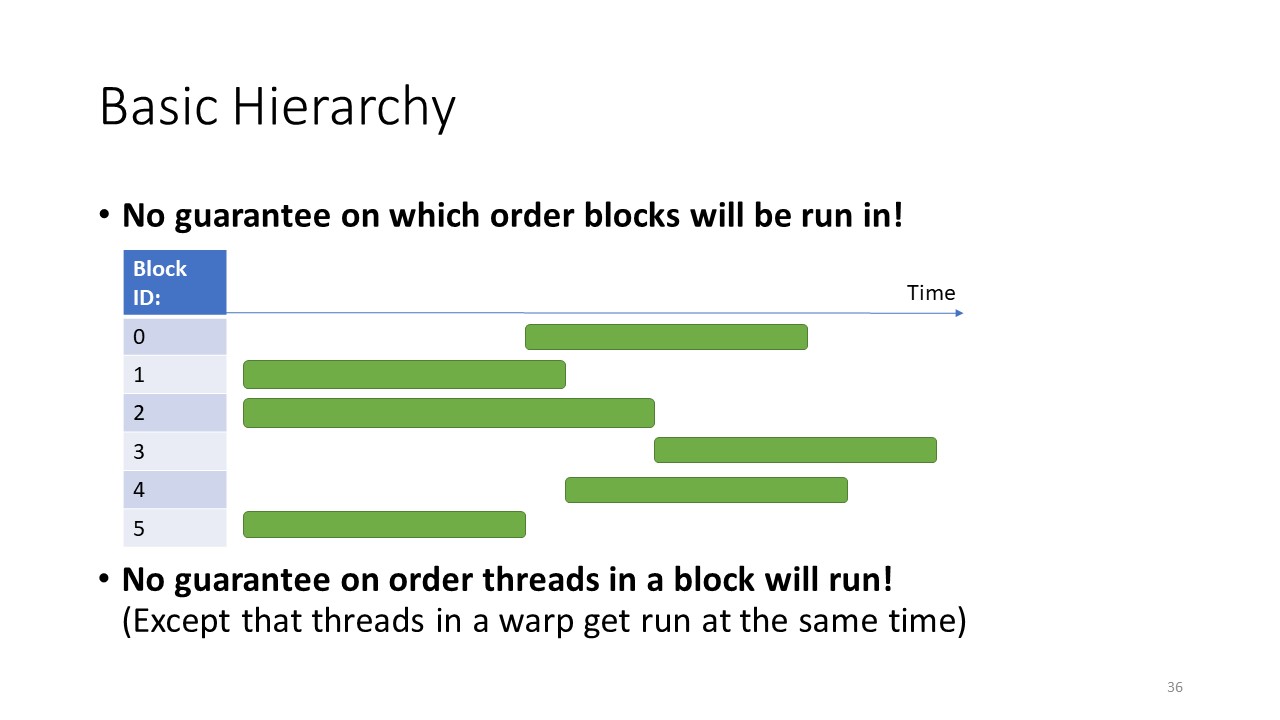 Basic Hierarchy
• No guarantee on which order blocks will be run in!
Block
ID:
Time
0
1
2
3
4
5
• No guarantee on order threads in a block will run!
(Except that threads in a warp get run at the same time)
36